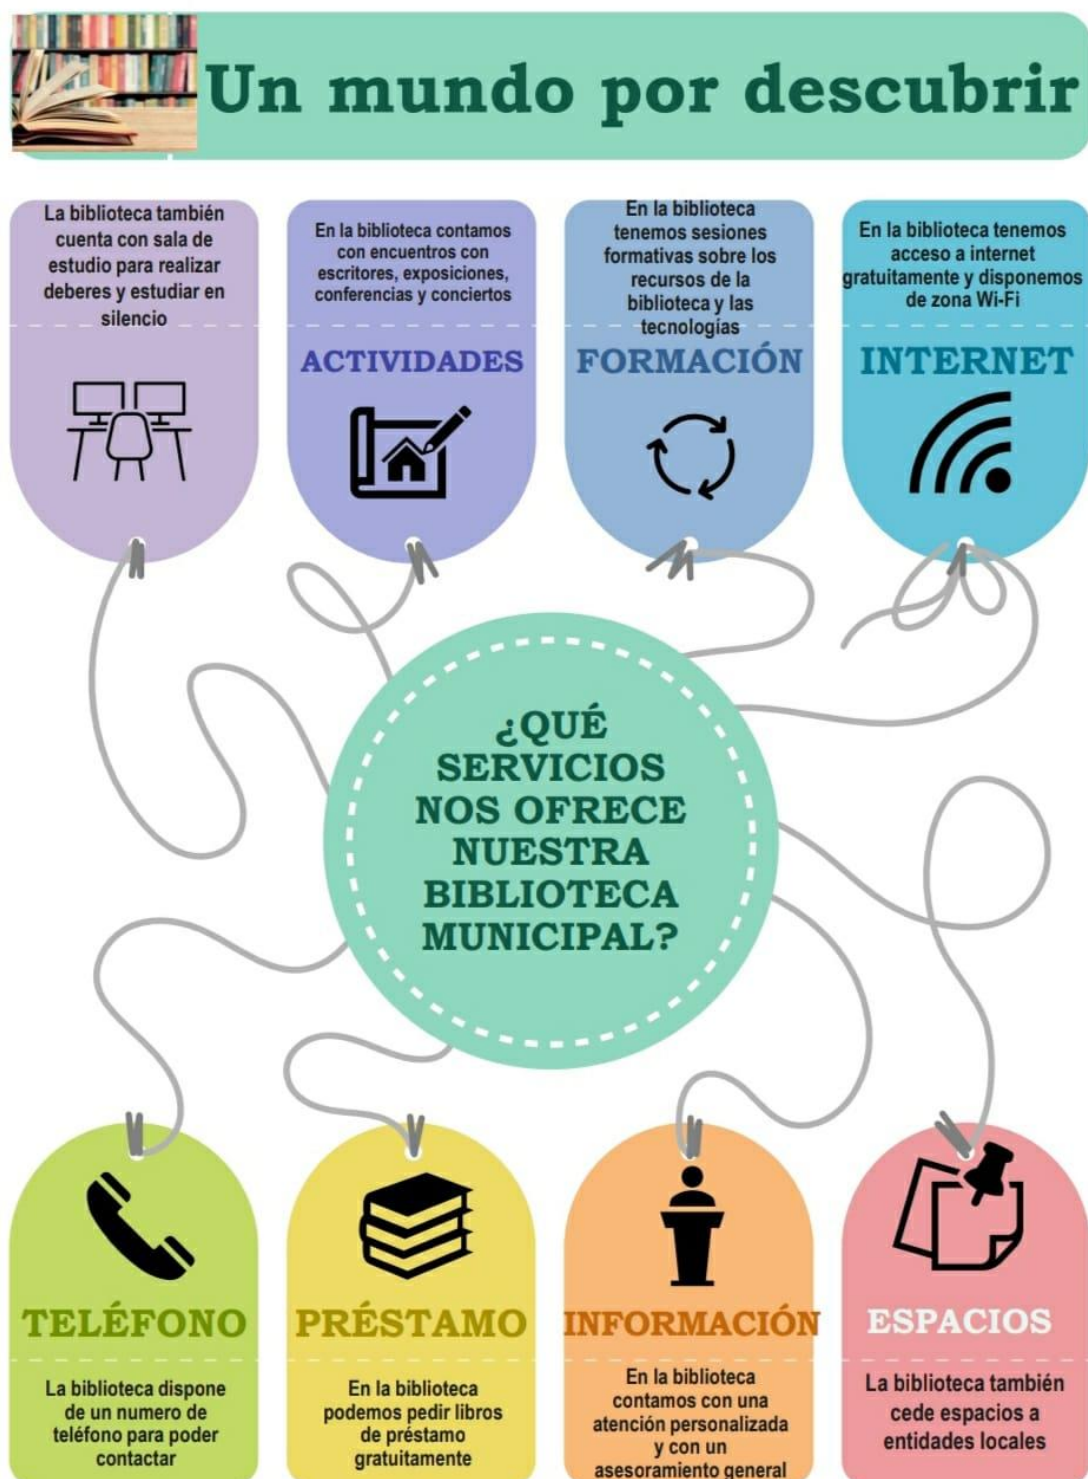 Un mundo por descubrir
La biblioteca también
cuenta con sala de
estudio para realizar
deberes y estudiar en
silencio
En la biblioteca contamos
con encuentros con
escritores, exposiciones,
conferencias y conciertos
ACTIVIDADES
En la biblioteca
tenemos sesiones
formativas sobre los
recursos de la
biblioteca y las
tecnologías
FORMACIÓN
En la biblioteca tenemos
acceso a internet
gratuitamente y disponemos
de zona Wi-Fi
INTERNET
¿QUÉ
SERVICIOS
NOS OFRECE
NUESTRA
BIBLIOTECA
MUNICIPAL?
TELÉFONO
La biblioteca dispone
de un numero de
teléfono para poder
contactar
PRÉSTAMO
En la biblioteca
podemos pedir libros
de préstamo
gratuitamente
INFORMACIÓN
En la biblioteca
contamos con una
atención personalizada
y con un
asesoramiento general
ESPACIOS
La biblioteca también
cede espacios a
entidades locales